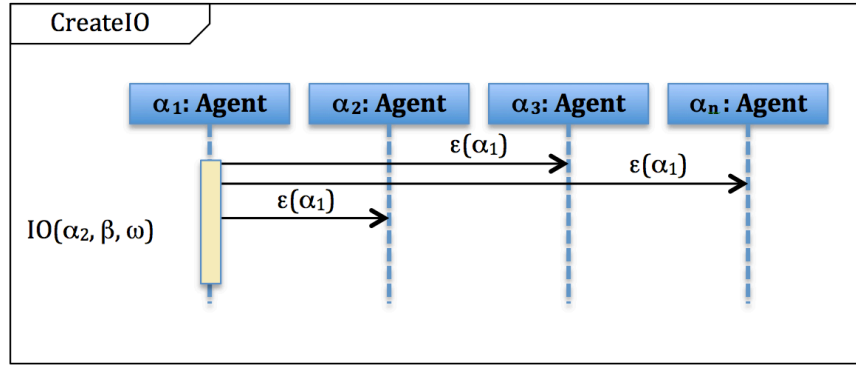 CreateIO
α₁: Agent
α₂: Agent
α₃: Agent
αₙ: Agent
ε(α₁)
ε(α₁)
ε(α₁)
IO(α₂, β, ω)